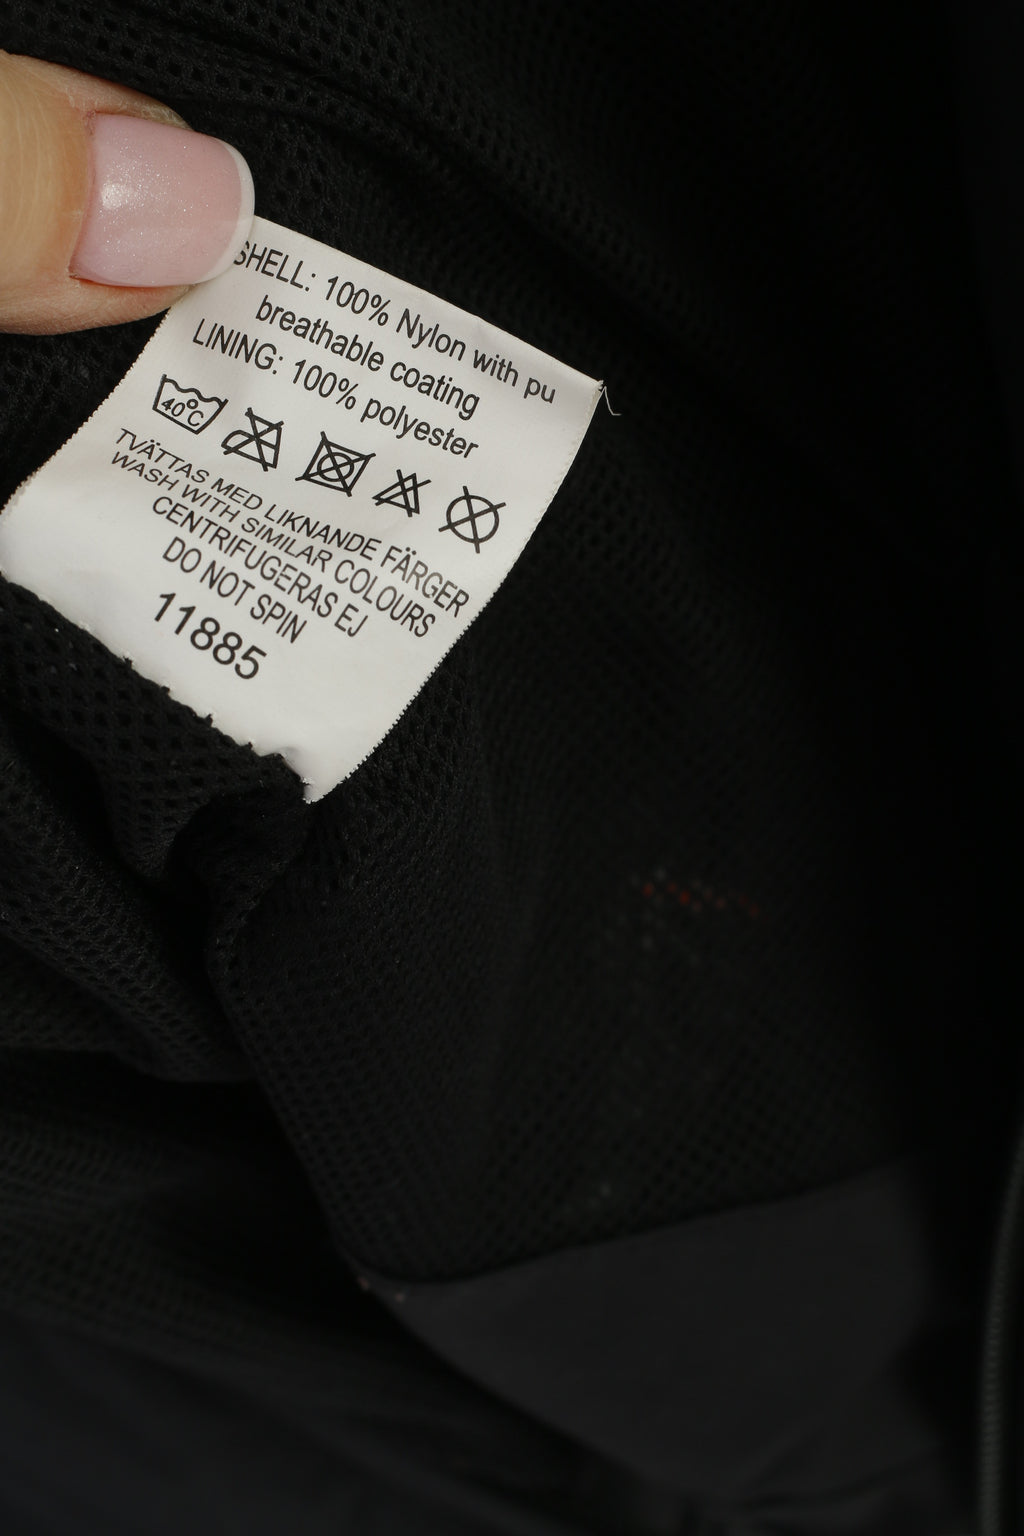 SHELL: 100% Nylon with pu
breathable coating
LINING: 100% polyester
40°C
TVÄTTAS MED LIKNANDE FÄRGER
WASH WITH SIMILAR COLOURS
CENTRIFUGERAS EJ
DO NOT SPIN
11885